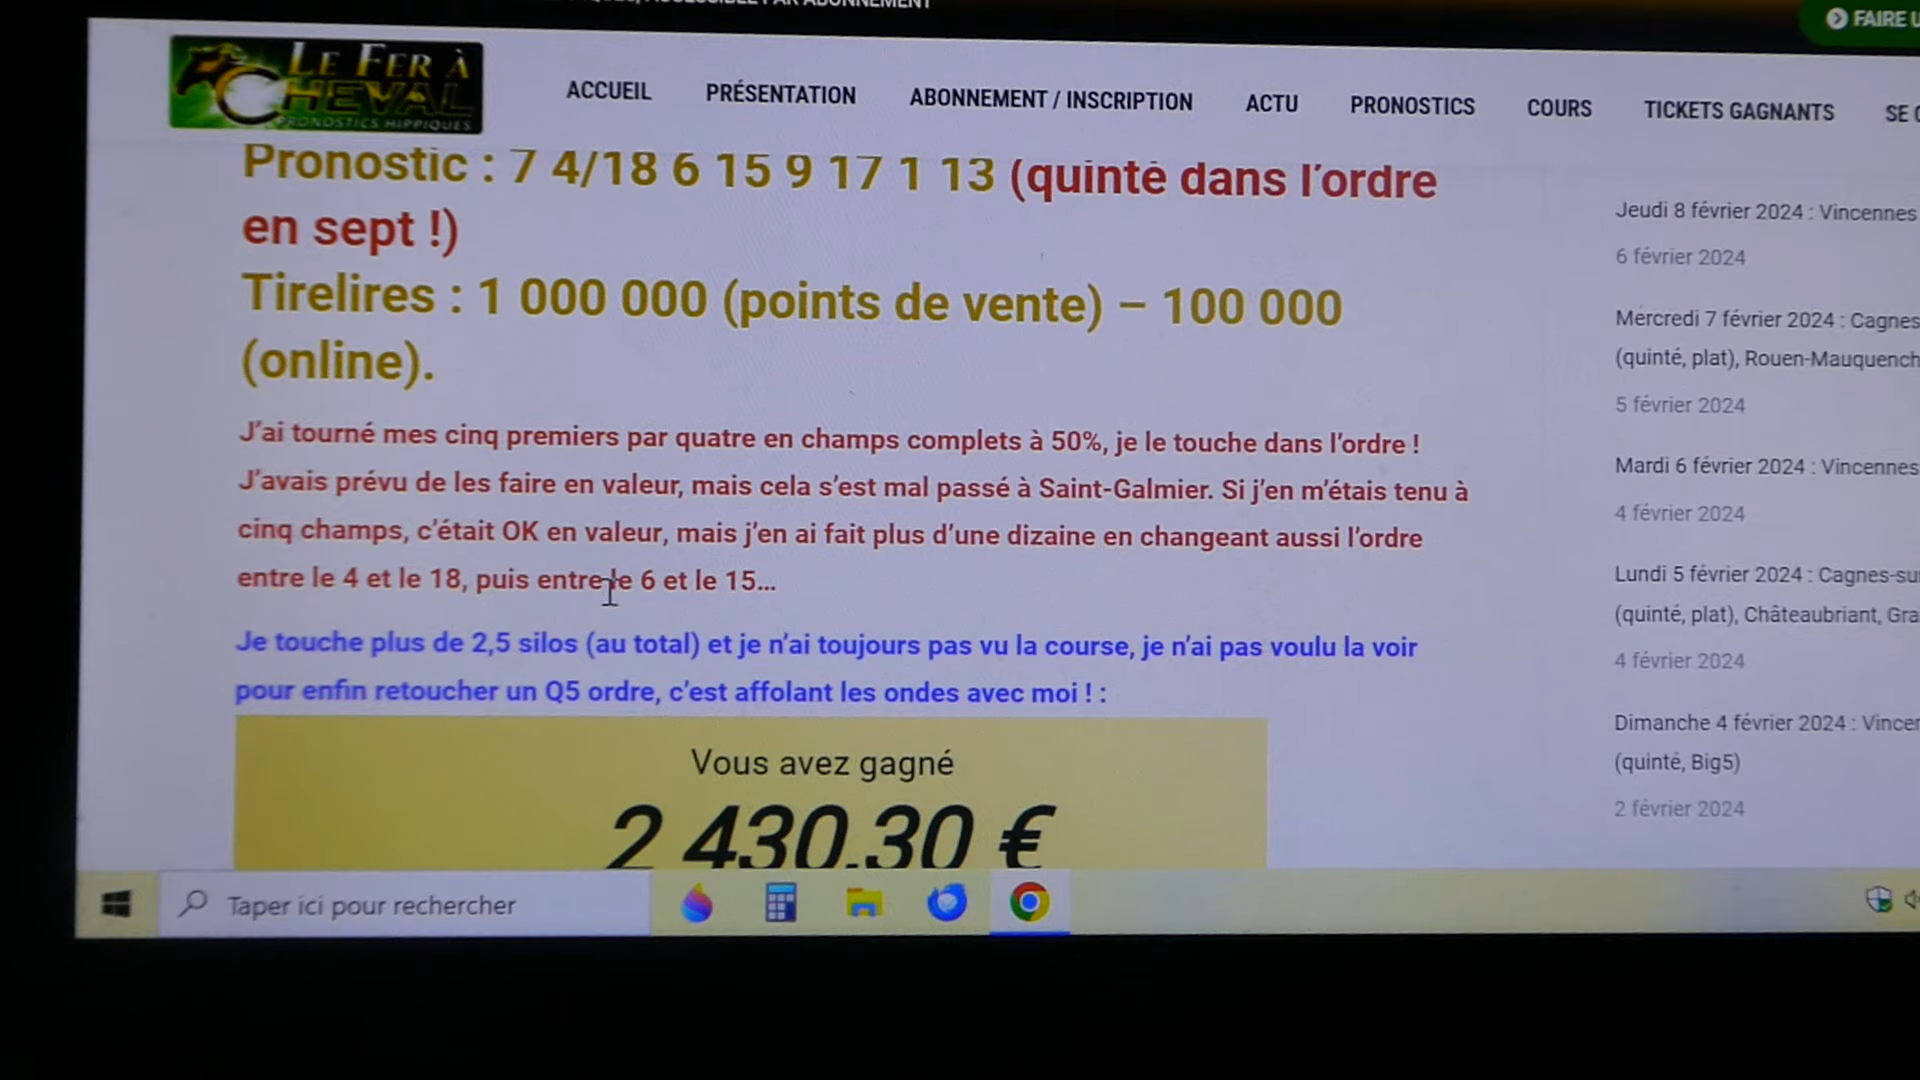 ABONNEMENT
FAIRE U
LE FER À
CHEVAL
PRONOSTICS HIPPIQUES
ACCUEIL PRÉSENTATION ABONNEMENT / INSCRIPTION ACTU PRONOSTICS COURS TICKETS GAGNANTS SE
Pronostic : 7 4/18 6 15 9 17 1 13 (quinté dans l’ordre
en sept !)
Tirelires : 1 000 000 (points de vente) – 100 000
(online).
J’ai tourné mes cinq premiers par quatre en champs complets à 50%, je le touche dans l’ordre !
J’avais prévu de les faire en valeur, mais cela s’est mal passé à Saint-Galmier. Si j’en m’étais tenu à
cinq champs, c’était OK en valeur, mais j’en ai fait plus d’une dizaine en changeant aussi l’ordre
entre le 4 et le 18, puis entre le 6 et le 15…
Je touche plus de 2,5 silos (au total) et je n’ai toujours pas vu la course, je n’ai pas voulu la voir
pour enfin retoucher un Q5 ordre, c’est affolant les ondes avec moi ! :
Vous avez gagné
2 430,30 €
Jeudi 8 février 2024 : Vincennes
6 février 2024
Mercredi 7 février 2024 : Cagnes
(quinté, plat), Rouen-Mauquench
5 février 2024
Mardi 6 février 2024 : Vincennes
4 février 2024
Lundi 5 février 2024 : Cagnes-su
(quinté, plat), Châteaubriant, Gra
4 février 2024
Dimanche 4 février 2024 : Vincen
(quinté, Big5)
2 février 2024
Taper ici pour rechercher